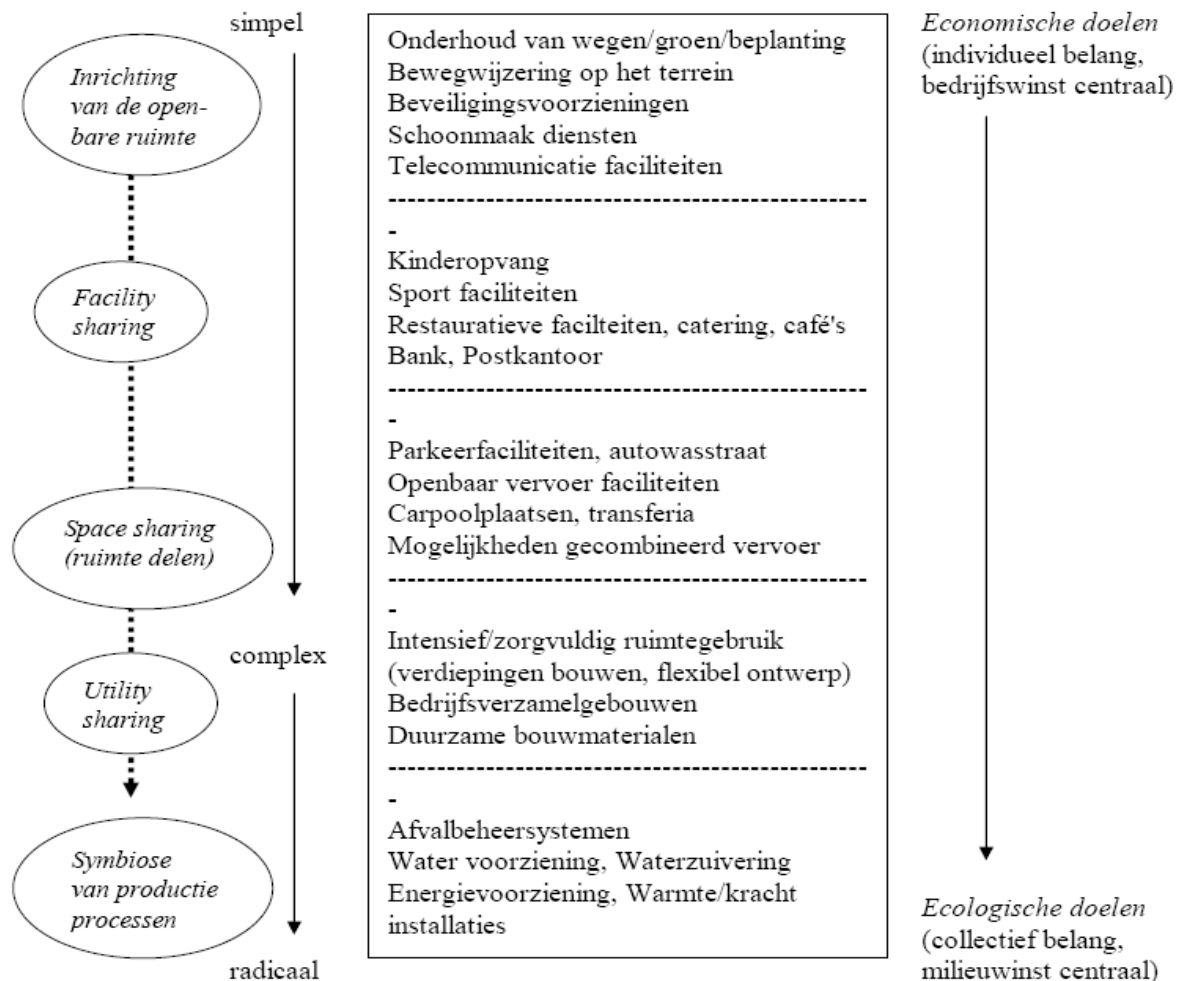 simpel
Inrichting
van de open-
bare ruimte
Facility
sharing
Space sharing
(ruimte delen)
complex
Utility
sharing
Symbiose
van productie
processen
radicaal
Onderhoud van wegen/groen/beplanting
Bewegwijzering op het terrein
Beveiligingsvoorzieningen
Schoonmaak diensten
Telecommunicatie faciliteiten
-------------------------------------------------
-
Kinderopvang
Sport faciliteiten
Restauratieve facilteiten, catering, café's
Bank, Postkantoor
-------------------------------------------------
-
Parkeerfaciliteiten, autowasstraat
Openbaar vervoer faciliteiten
Carpoolplaatsen, transferia
Mogelijkheden gecombineerd vervoer
-------------------------------------------------
-
Intensief/zorgvuldig ruimtegebruik
(verdiepingen bouwen, flexibel ontwerp)
Bedrijfsverzamelgebouwen
Duurzame bouwmaterialen
-------------------------------------------------
-
Afvalbeheersystemen
Water voorziening, Waterzuivering
Energievoorziening, Warmte/kracht
installaties
Economische doelen
(individueel belang,
bedrijfswinst centraal)
Ecologische doelen
(collectief belang,
milieuwinst centraal)